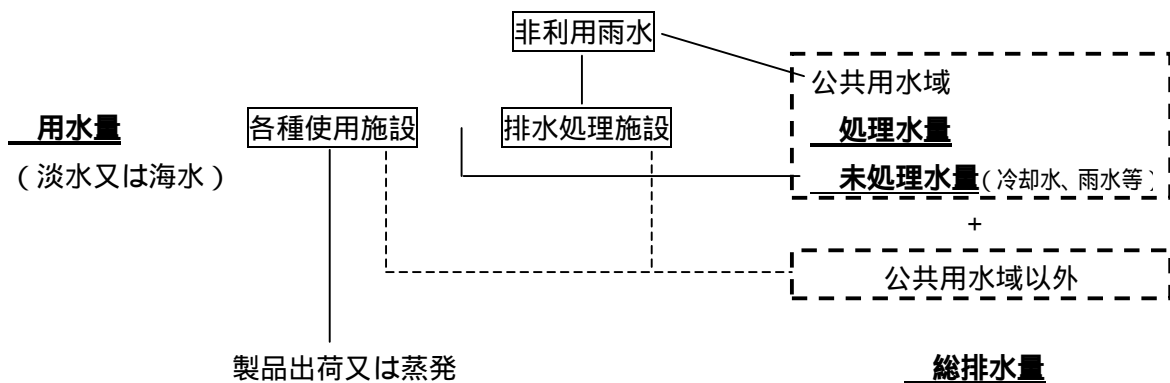 非利用雨水
公共用水域
用水量 各種使用施設 排水処理施設 処理水量
(淡水又は海水) 未処理水量(冷却水、雨水等)
+
公共用水域以外
製品出荷又は蒸発 総排水量